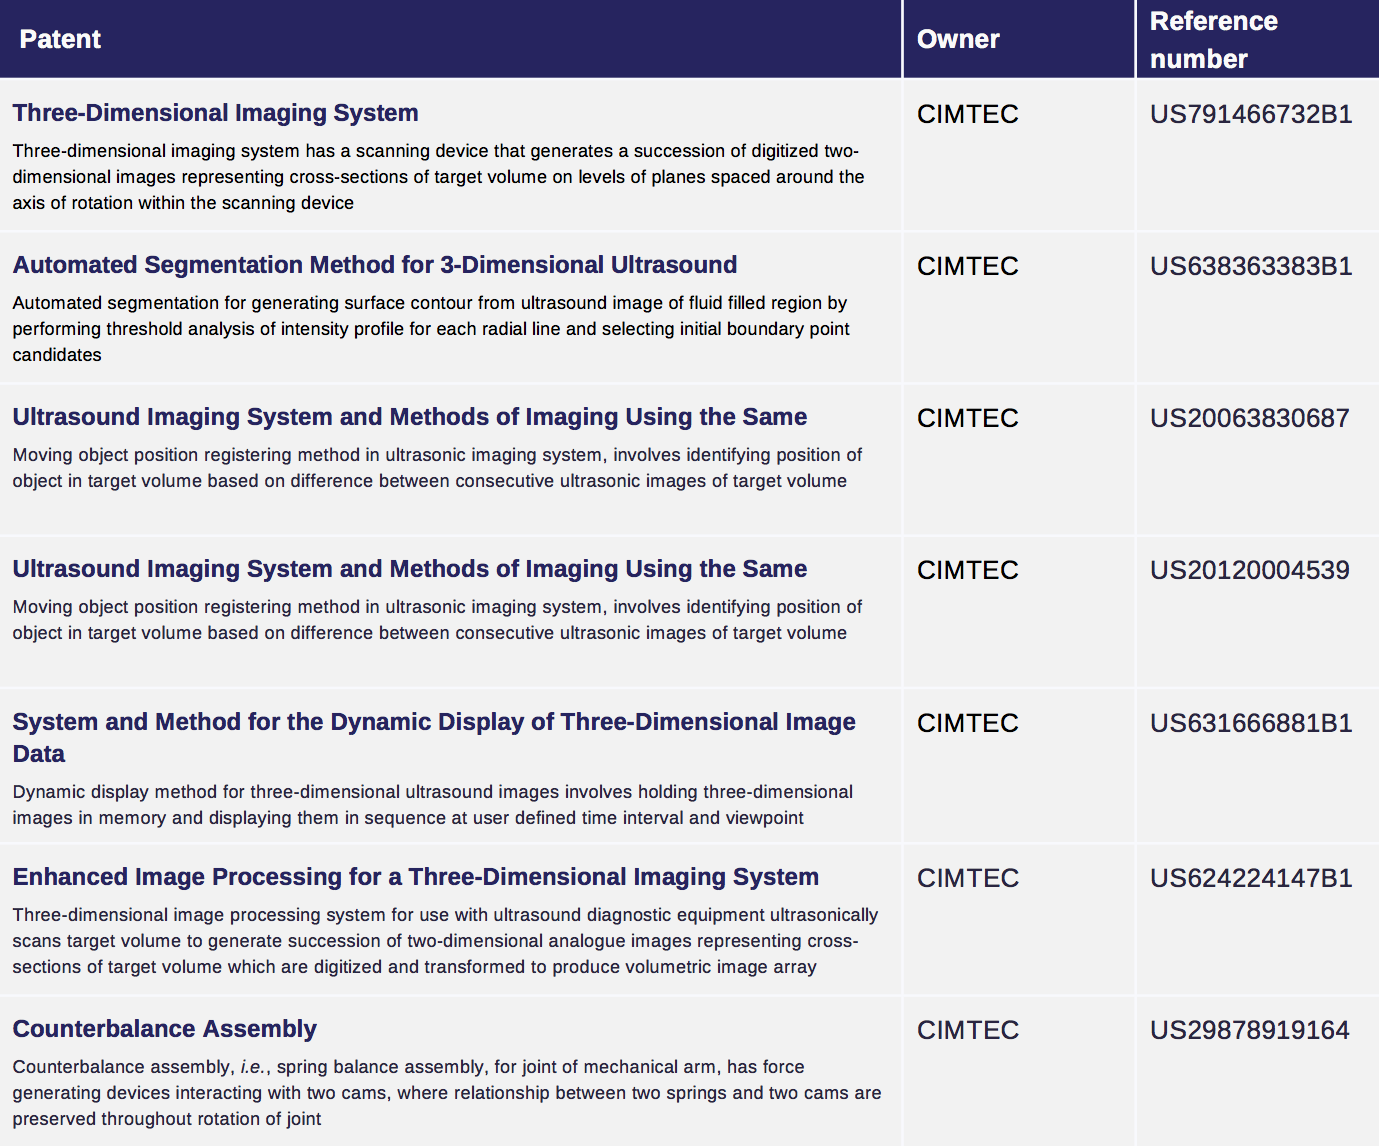 Patent
Owner
Reference
number
Three-Dimensional Imaging System
CIMTEC
US791466732B1
Three-dimensional imaging system has a scanning device that generates a succession of digitized two-
dimensional images representing cross-sections of target volume on levels of planes spaced around the
axis of rotation within the scanning device
Automated Segmentation Method for 3-Dimensional Ultrasound
CIMTEC
US638363383B1
Automated segmentation for generating surface contour from ultrasound image of fluid filled region by
performing threshold analysis of intensity profile for each radial line and selecting initial boundary point
candidates
Ultrasound Imaging System and Methods of Imaging Using the Same
CIMTEC
US20063830687
Moving object position registering method in ultrasonic imaging system, involves identifying position of
object in target volume based on difference between consecutive ultrasonic images of target volume
Ultrasound Imaging System and Methods of Imaging Using the Same
CIMTEC
US20120004539
Moving object position registering method in ultrasonic imaging system, involves identifying position of
object in target volume based on difference between consecutive ultrasonic images of target volume
System and Method for the Dynamic Display of Three-Dimensional Image
Data
CIMTEC
US631666881B1
Dynamic display method for three-dimensional ultrasound images involves holding three-dimensional
images in memory and displaying them in sequence at user defined time interval and viewpoint
Enhanced Image Processing for a Three-Dimensional Imaging System
CIMTEC
US624224147B1
Three-dimensional image processing system for use with ultrasound diagnostic equipment ultrasonically
scans target volume to generate succession of two-dimensional analogue images representing cross-
sections of target volume which are digitized and transformed to produce volumetric image array
Counterbalance Assembly
CIMTEC
US29878919164
Counterbalance assembly, i.e., spring balance assembly, for joint of mechanical arm, has force
generating devices interacting with two cams, where relationship between two springs and two cams are
preserved throughout rotation of joint